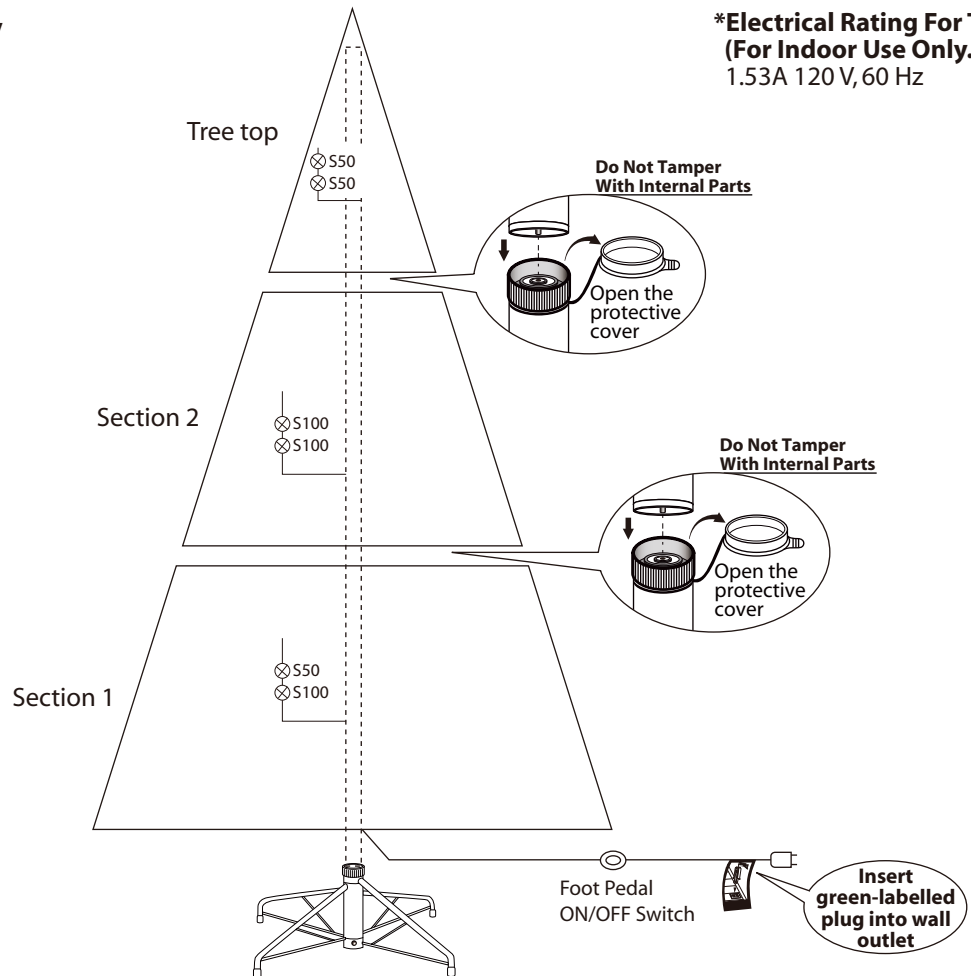 *Electrical Rating For
(For Indoor Use Only.
1.53A 120 V, 60 Hz
Tree top
S50
S50
Do Not Tamper
With Internal Parts
Open the
protective
cover
Section 2
S100
S100
Do Not Tamper
With Internal Parts
Open the
protective
cover
Section 1
S50
S100
Foot Pedal
ON/OFF Switch
Insert
green-labelled
plug into wall
outlet